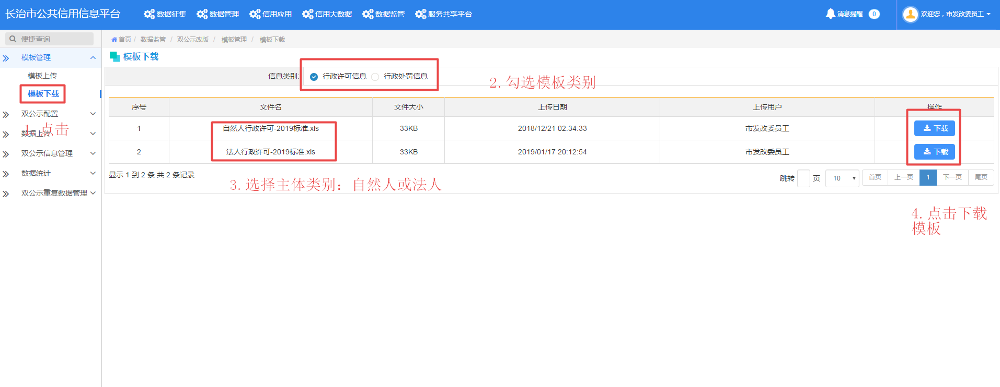 长治市公共信用信息平台 数据征集 数据管理 信用应用 信用大数据 数据监管 服务共享平台 消息提醒 0 欢迎您，市发改委员工
便捷查询
首页 / 数据监管 / 双公示改版 / 模板管理 / 模板下载
模板管理
模板上传
模板下载
双公示配置
数据上传
双公示信息管理
数据统计
双公示重复数据管理
1. 点击
模板下载
信息类别: 行政许可信息 行政处罚信息
2. 勾选模板类别
序号 文件名 文件大小 上传日期 上传用户 操作
1 自然人行政许可-2019标准.xls 33KB 2018/12/21 02:34:33 市发改委员工 下载
2 法人行政许可-2019标准.xls 33KB 2019/01/17 20:12:54 市发改委员工 下载
显示 1 到 2 条 共 2 条记录
跳转 页 10 首页 上一页 1 下一页 尾页
3. 选择主体类别：自然人或法人
4. 点击下载
模板